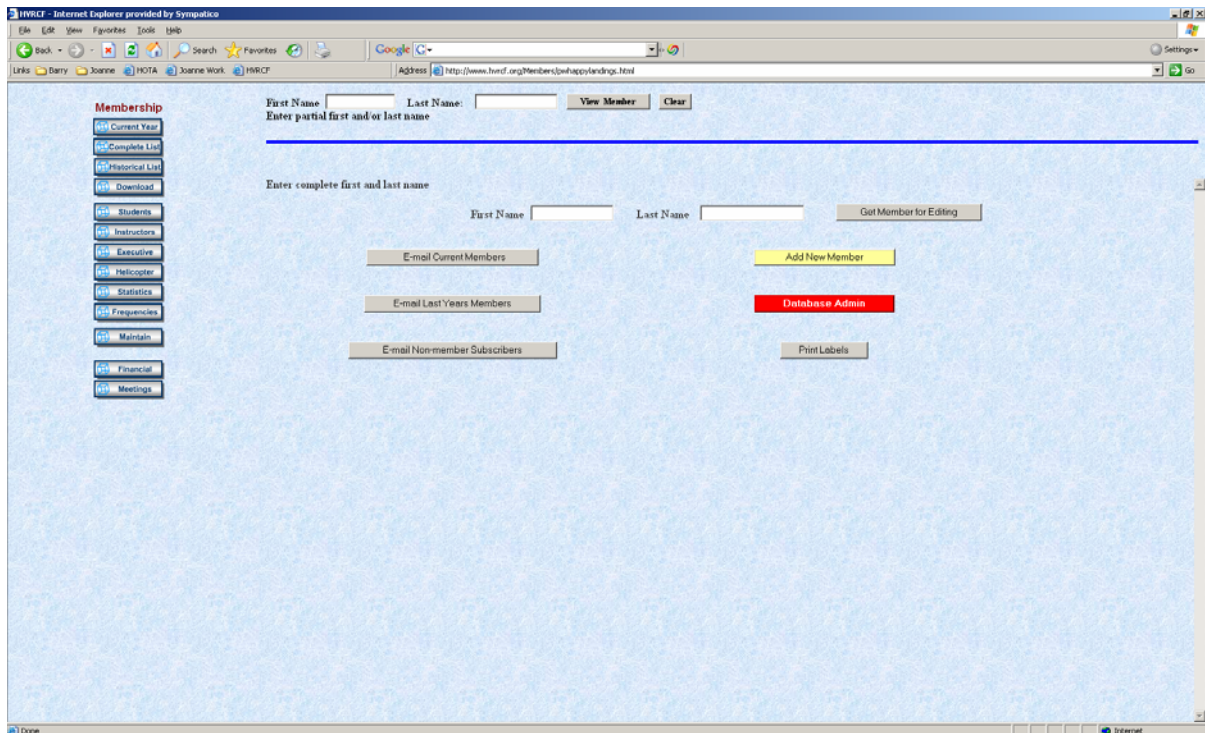 HVRCF - Internet Explorer provided by Sympatico
File Edit View Favorites Tools Help
Back Search Favorites Google G Settings
Links Barry Joanne HOTA Joanne Work HVRCF Address http://www.hvrcf.org/Members/pwhappylandings.html Go
Membership
Current Year
Complete List
Historical List
Download
Students
Instructors
Executive
Helicopter
Statistics
Frequencies
Maintain
Financial
Meetings
First Name Last Name: View Member Clear
Enter partial first and/or last name
Enter complete first and last name
First Name Last Name Get Member for Editing
E-mail Current Members Add New Member
E-mail Last Years Members Database Admin
E-mail Non-member Subscribers Print Labels
Done Internet